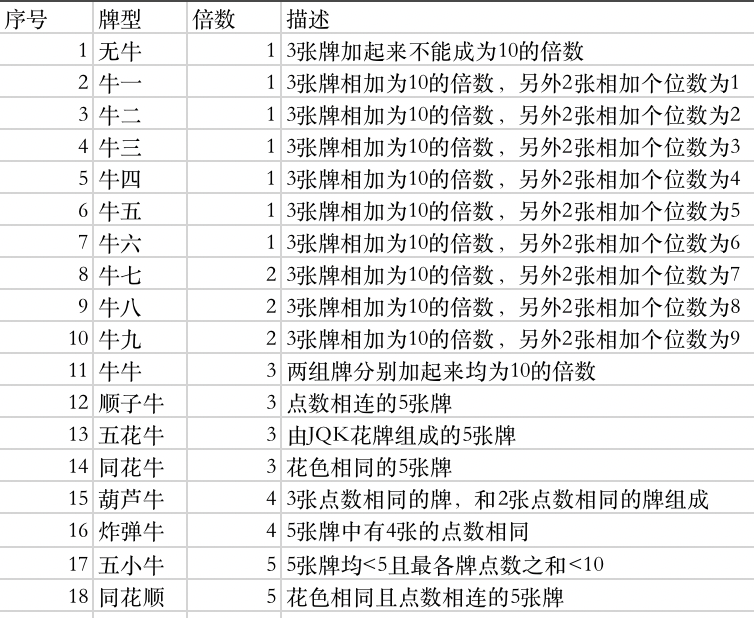 序号 牌型 倍数 描述
1 无牛 1 3张牌加起来不能成为10的倍数
2 牛一 1 3张牌相加为10的倍数，另外2张相加个位数为1
3 牛二 1 3张牌相加为10的倍数，另外2张相加个位数为2
4 牛三 1 3张牌相加为10的倍数，另外2张相加个位数为3
5 牛四 1 3张牌相加为10的倍数，另外2张相加个位数为4
6 牛五 1 3张牌相加为10的倍数，另外2张相加个位数为5
7 牛六 1 3张牌相加为10的倍数，另外2张相加个位数为6
8 牛七 2 3张牌相加为10的倍数，另外2张相加个位数为7
9 牛八 2 3张牌相加为10的倍数，另外2张相加个位数为8
10 牛九 2 3张牌相加为10的倍数，另外2张相加个位数为9
11 牛牛 3 两组牌分别加起来均为10的倍数
12 顺子牛 3 点数相连的5张牌
13 五花牛 3 由JQK花牌组成的5张牌
14 同花牛 3 花色相同的5张牌
15 葫芦牛 4 3张点数相同的牌，和2张点数相同的牌组成
16 炸弹牛 4 5张牌中有4张的点数相同
17 五小牛 5 5张牌均<5且最各牌点数之和<10
18 同花顺 5 花色相同且点数相连的5张牌